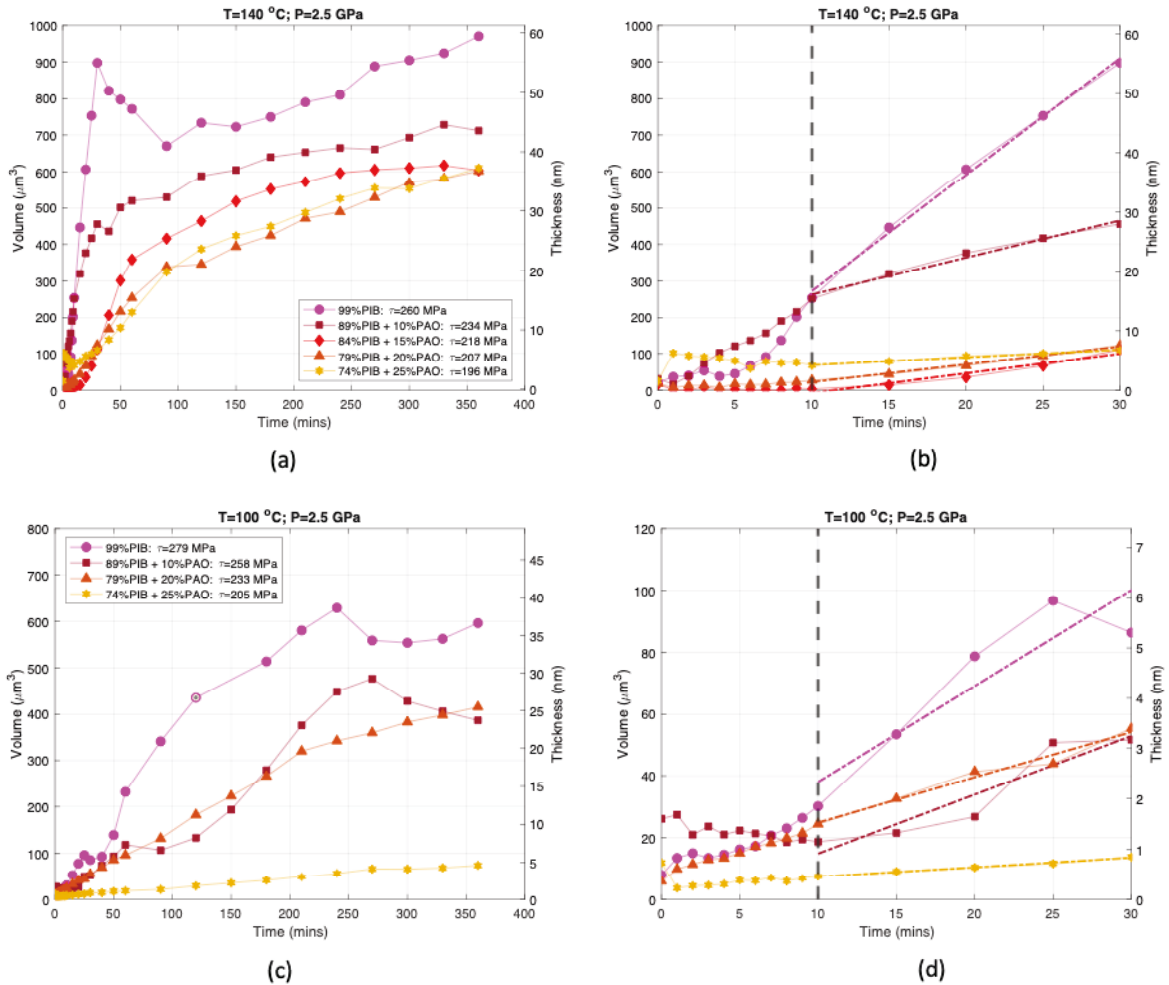 T=140 °C; P=2.5 GPa
1000
900
800
700
600
500
400
300
200
100
0
Volume (μm³)
60
50
40
30
20
10
0
Thickness (nm)
0 50 100 150 200 250 300 350 400
Time (mins)
99%PIB: τ=260 MPa
89%PIB + 10%PAO: τ=234 MPa
84%PIB + 15%PAO: τ=218 MPa
79%PIB + 20%PAO: τ=207 MPa
74%PIB + 25%PAO: τ=196 MPa
(a)
T=140 °C; P=2.5 GPa
1000
900
800
700
600
500
400
300
200
100
0
Volume (μm³)
60
50
40
30
20
10
0
Thickness (nm)
0 5 10 15 20 25 30
Time (mins)
(b)
T=100 °C; P=2.5 GPa
800
700
600
500
400
300
200
100
0
Volume (μm³)
45
40
35
30
25
20
15
10
5
0
Thickness (nm)
0 50 100 150 200 250 300 350 400
Time (mins)
99%PIB: τ=279 MPa
89%PIB + 10%PAO: τ=258 MPa
79%PIB + 20%PAO: τ=233 MPa
74%PIB + 25%PAO: τ=205 MPa
(c)
T=100 °C; P=2.5 GPa
120
100
80
60
40
20
0
Volume (μm³)
7
6
5
4
3
2
1
0
Thickness (nm)
0 5 10 15 20 25 30
Time (mins)
(d)